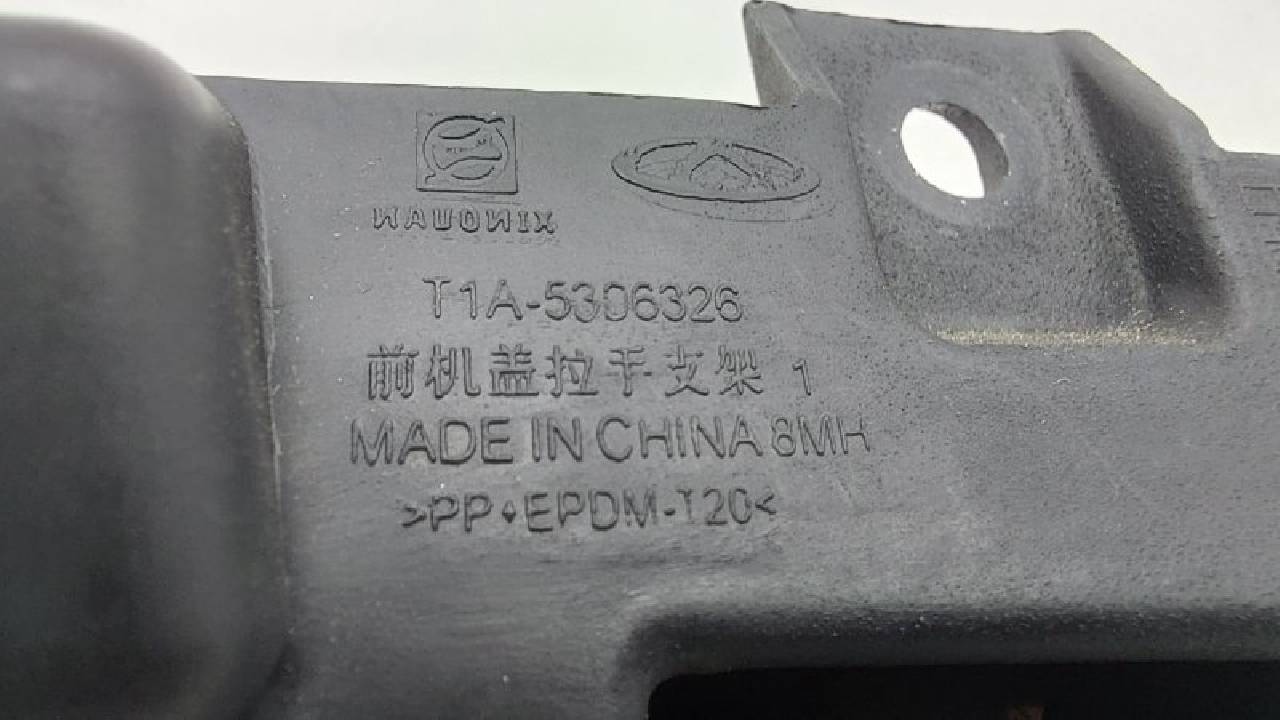 T1A-5306326
前机盖拉手支架 1
MADE IN CHINA 8MH
>PP+EPDM-T20<